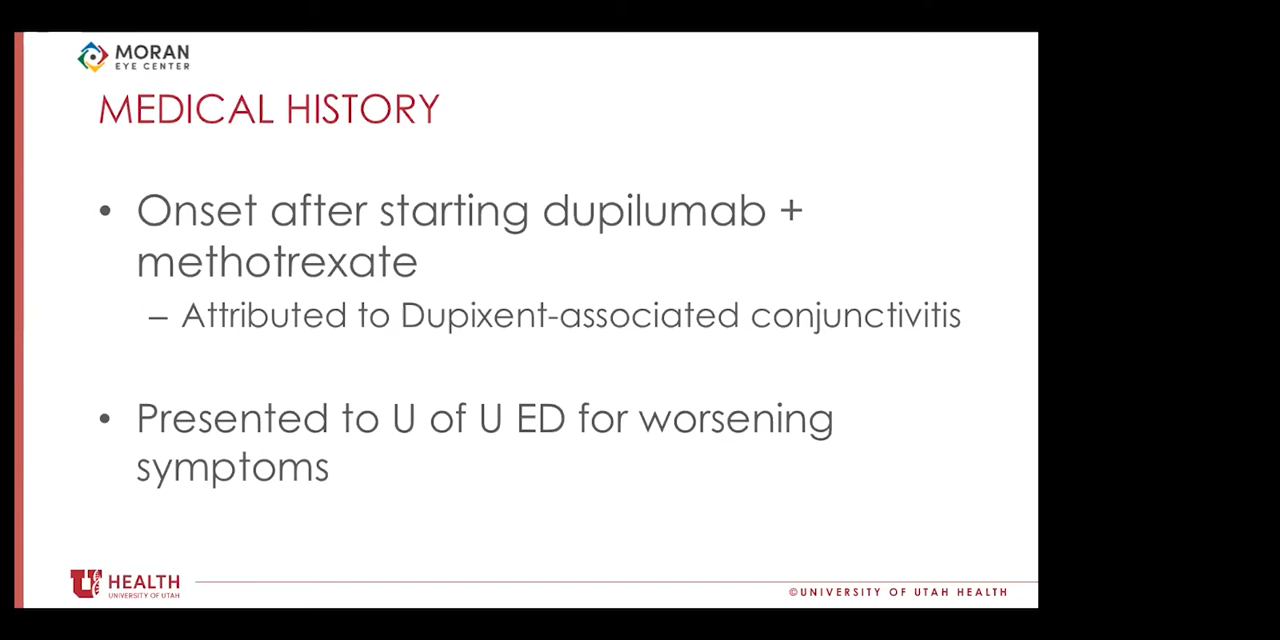 MORAN
EYE CENTER
MEDICAL HISTORY
• Onset after starting dupilumab +
methotrexate
– Attributed to Dupixent-associated conjunctivitis
• Presented to U of U ED for worsening
symptoms
U HEALTH
UNIVERSITY OF UTAH
©UNIVERSITY OF UTAH HEALTH